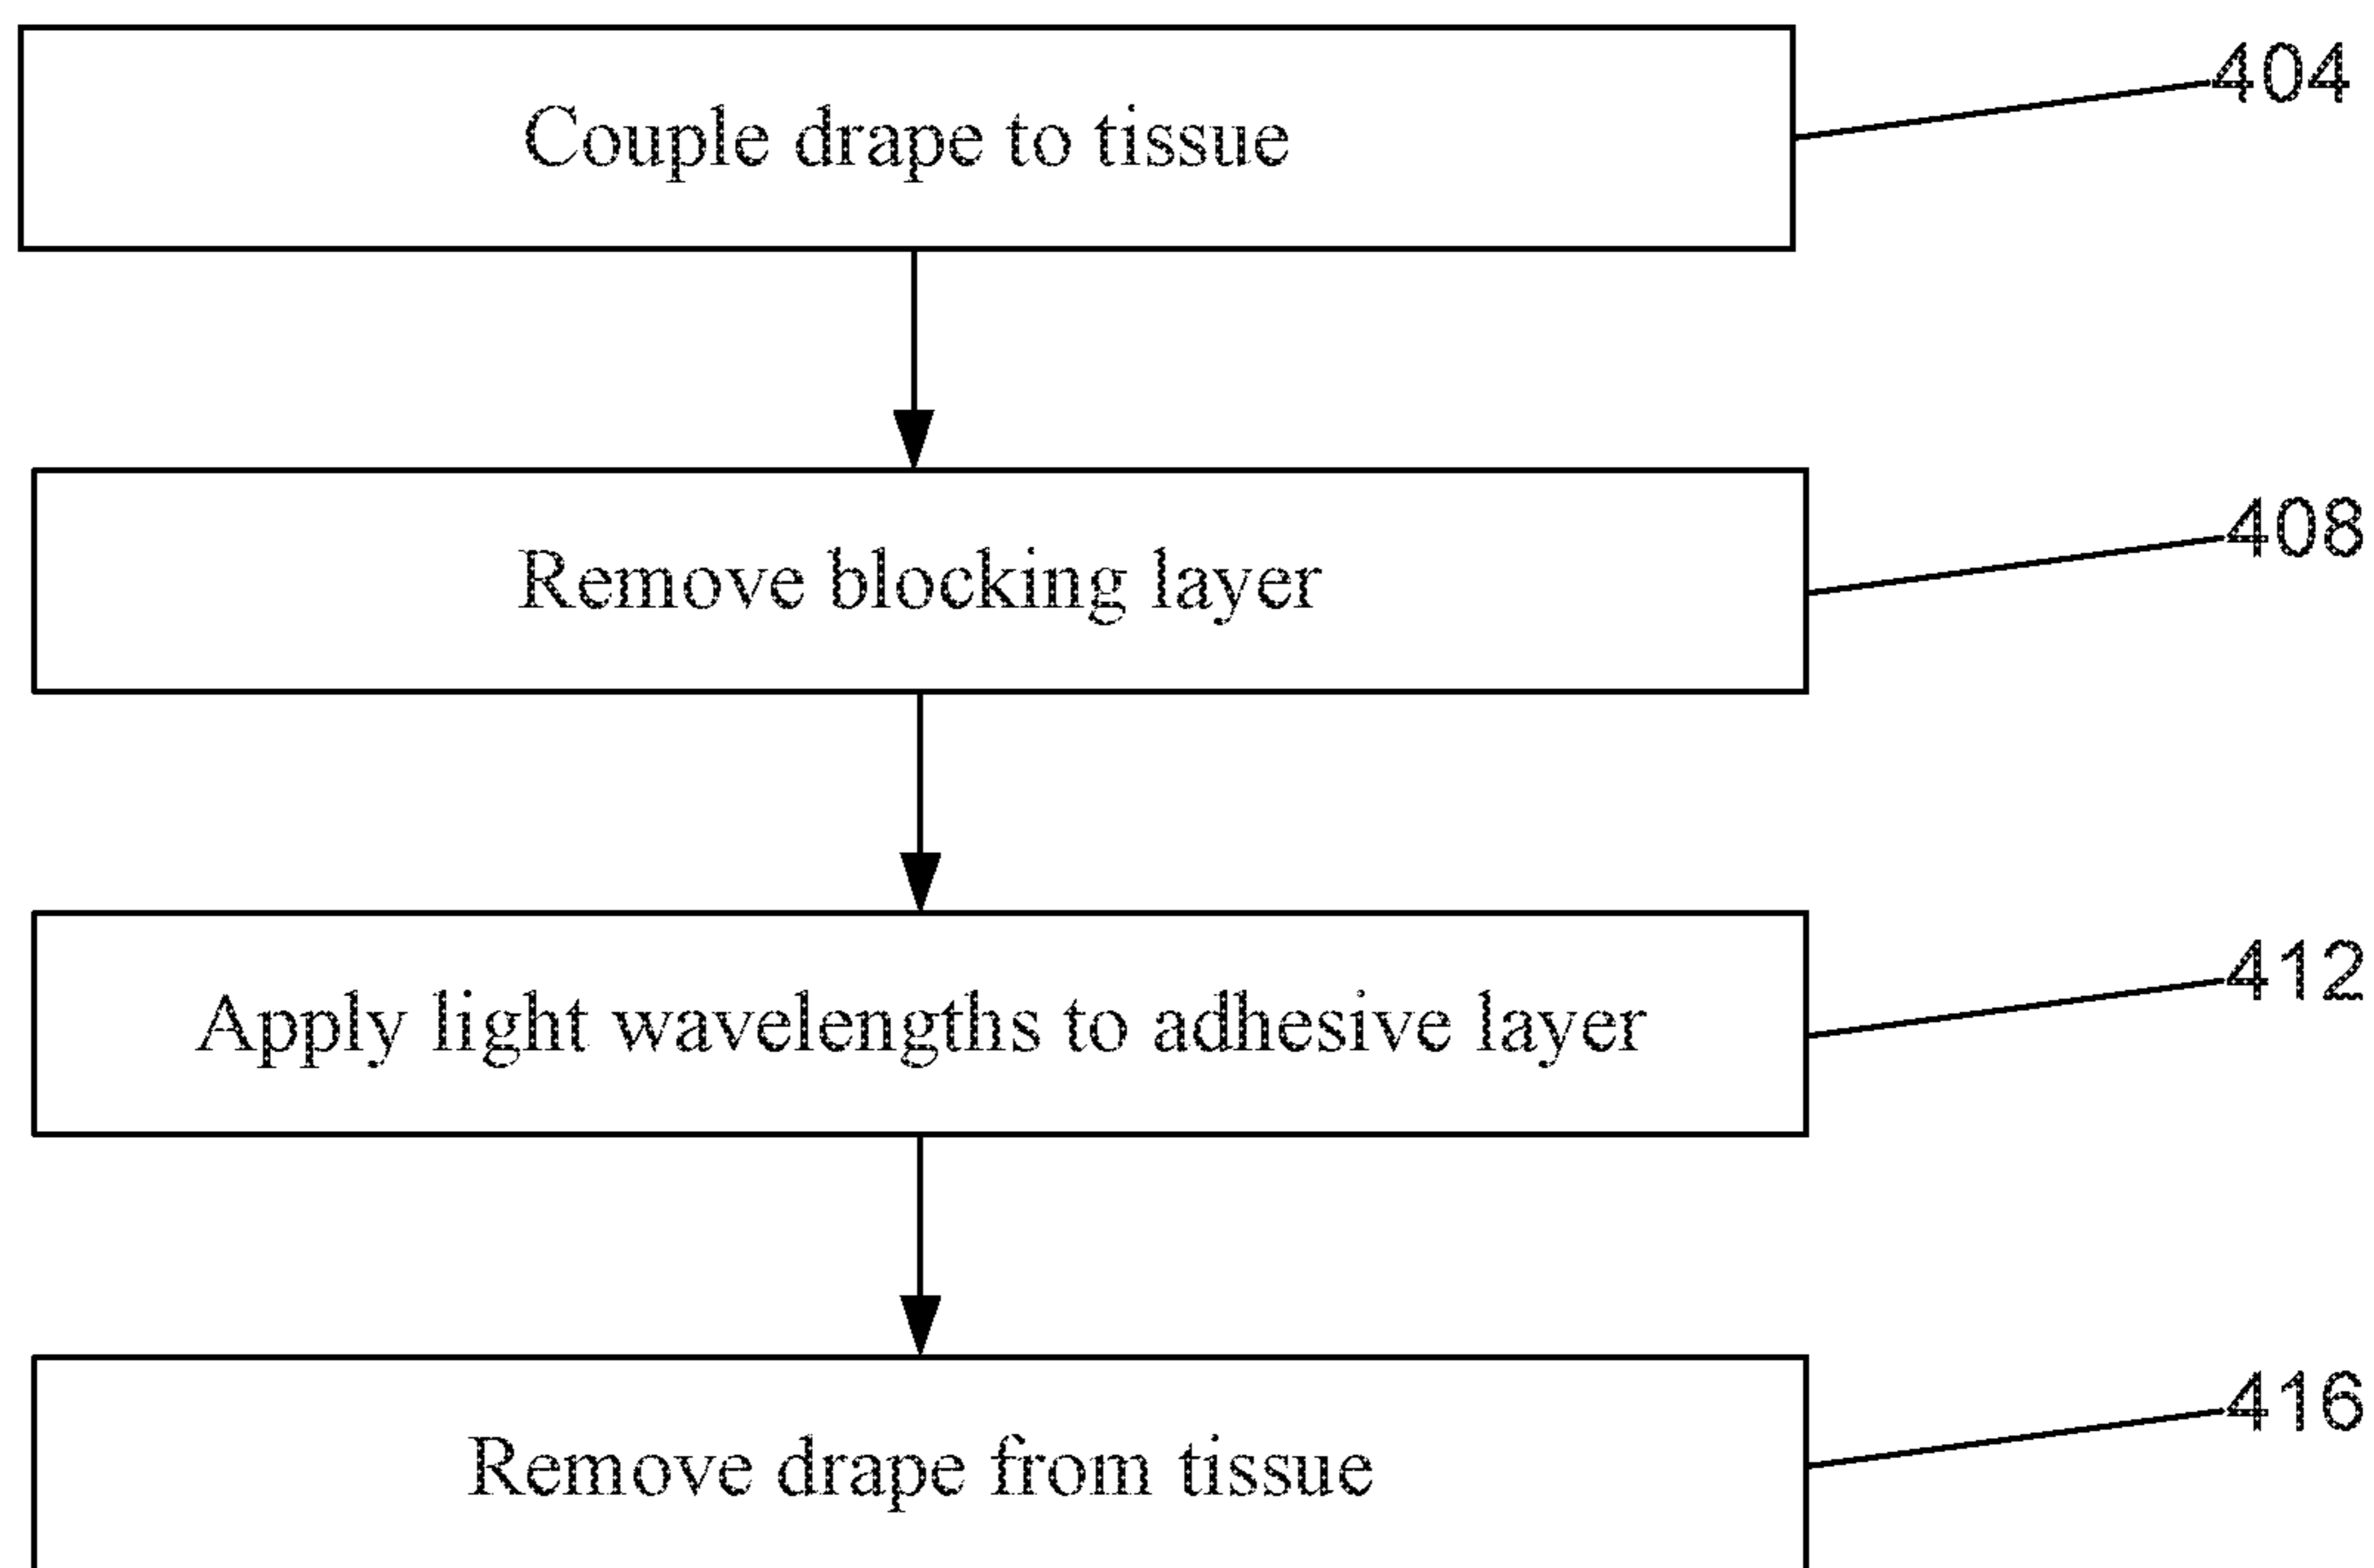 Couple drape to tissue
404
Remove blocking layer
408
Apply light wavelengths to adhesive layer
412
Remove drape from tissue
416